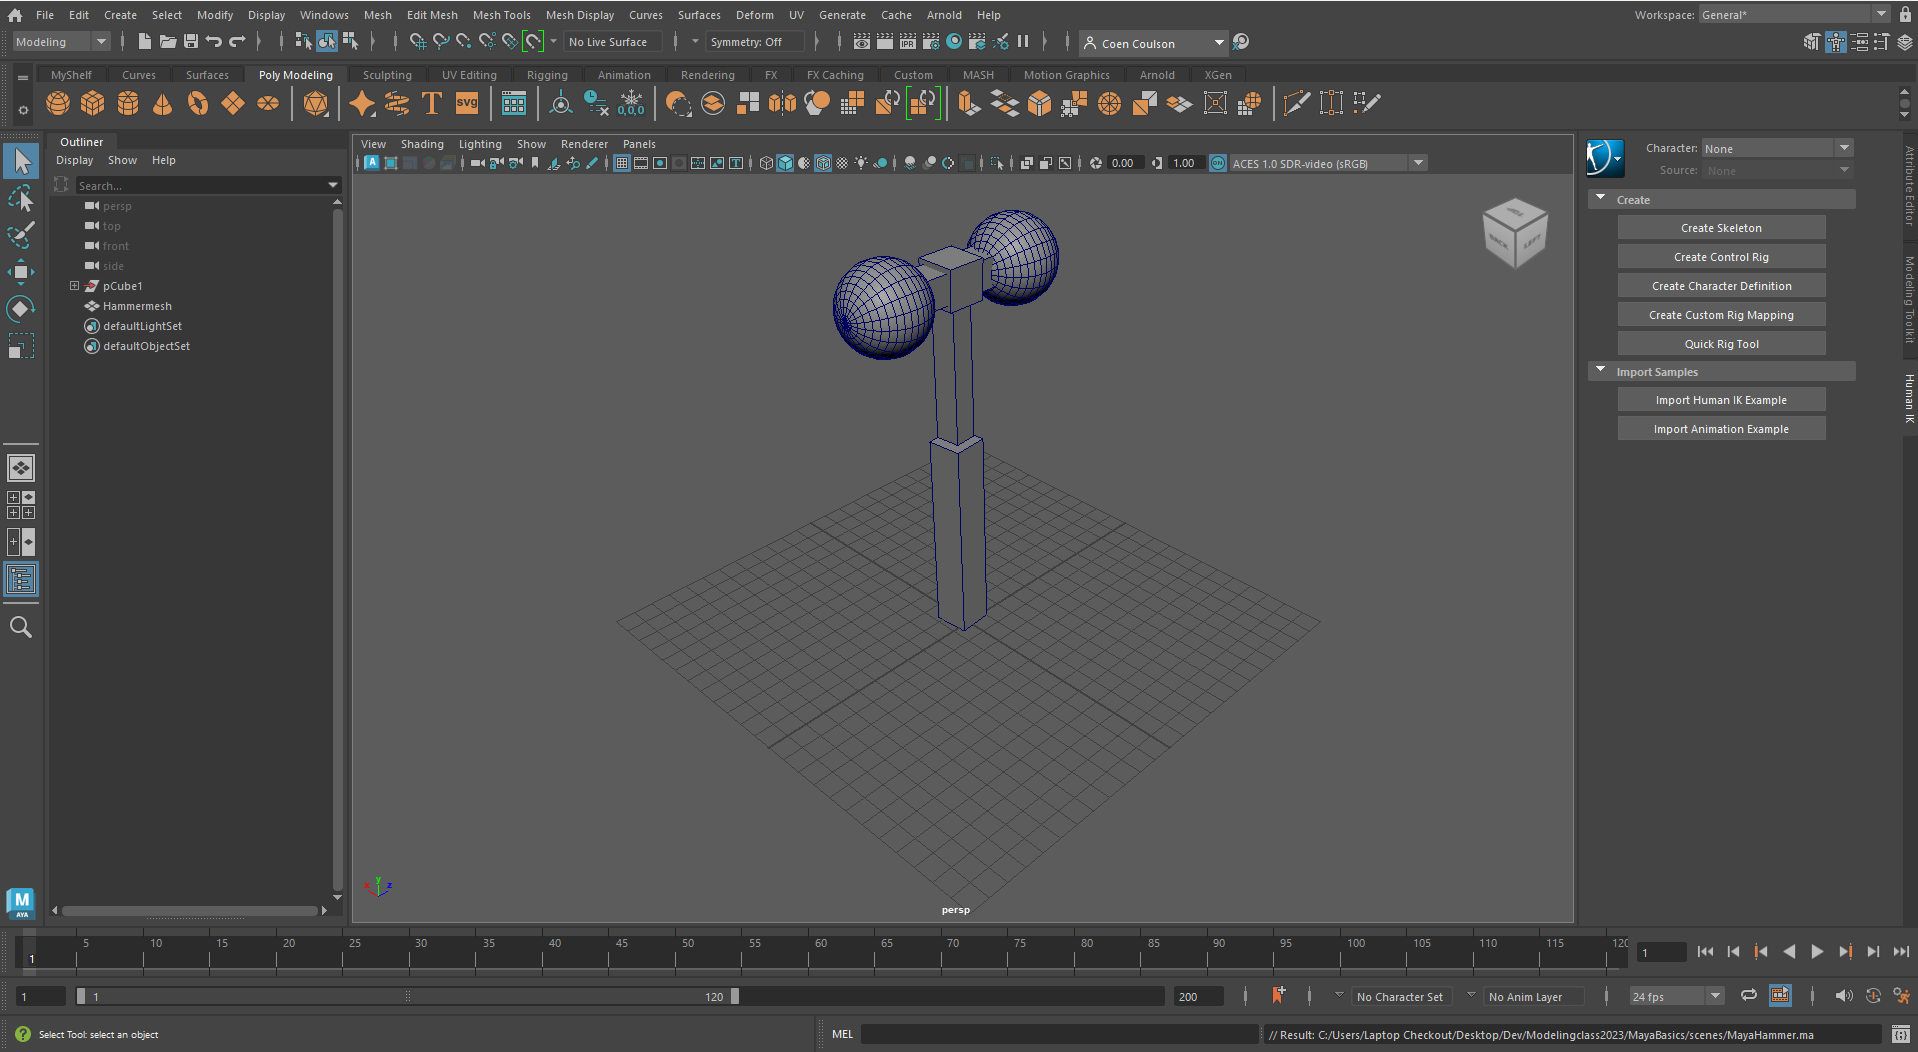 File Edit Create Select Modify Display Windows Mesh Edit Mesh Mesh Tools Mesh Display Curves Surfaces Deform UV Generate Cache Arnold Help Workspace: General*
Modeling No Live Surface Symmetry: Off Coen Coulson
MyShelf Curves Surfaces Poly Modeling Sculpting UV Editing Rigging Animation Rendering FX FX Caching Custom MASH Motion Graphics Arnold XGen
T svg 0,0,0
IPR
Outliner
Display Show Help
Search...
persp
top
front
side
pCube1
Hammermesh
defaultLightSet
defaultObjectSet
View Shading Lighting Show Renderer Panels
0.00 1.00 ACES 1.0 SDR-video (sRGB)
TOP
BACK LEFT
x y z
persp
Character: None
Source: None
Create
Create Skeleton
Create Control Rig
Create Character Definition
Create Custom Rig Mapping
Quick Rig Tool
Import Samples
Import Human IK Example
Import Animation Example
Attribute Editor
Modeling Toolkit
Human IK
M
AYA
5 10 15 20 25 30 35 40 45 50 55 60 65 70 75 80 85 90 95 100 105 110 115 120
1 1
1 1 120 200 No Character Set No Anim Layer 24 fps
Select Tool: select an object MEL // Result: C:/Users/Laptop Checkout/Desktop/Dev/Modelingclass2023/MayaBasics/scenes/MayaHammer.ma